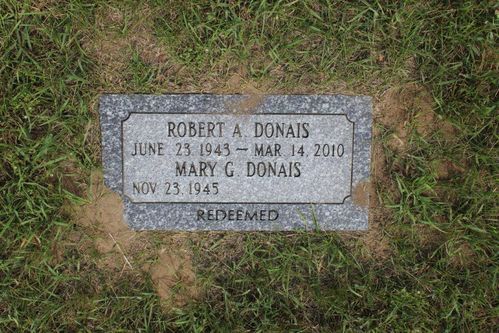 ROBERT A. DONAIS
JUNE 23 1943 - MAR 14, 2010
MARY G. DONAIS
NOV 23, 1945
REDEEMED